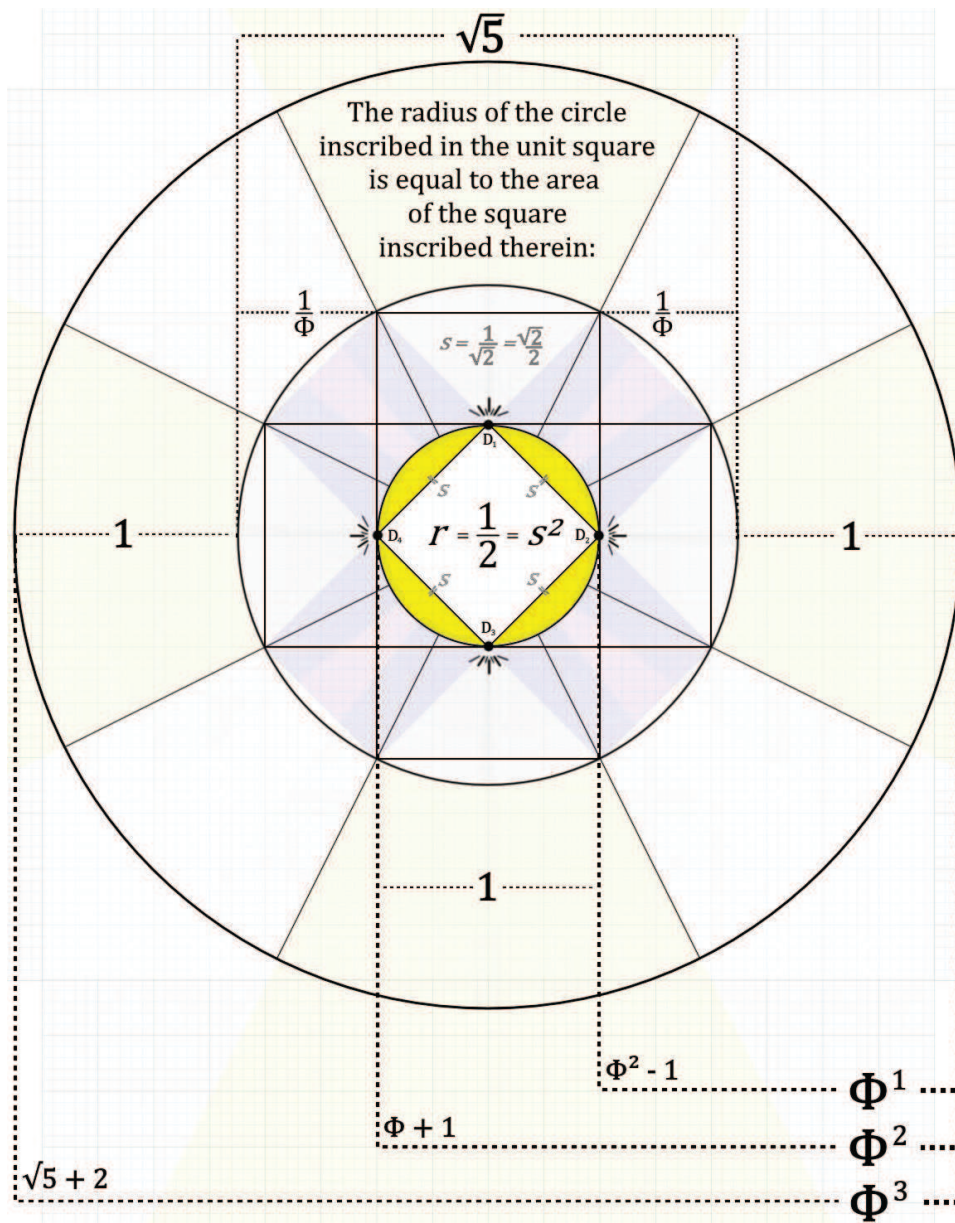 √5
The radius of the circle
inscribed in the unit square
is equal to the area
of the square
inscribed therein:
1/Φ
1/Φ
s = 1/√2 = √2/2
D₁
s
s
1
D₄
r = 1/2 = s²
D₂
1
s
s
D₃
1
Φ² - 1
Φ¹
Φ + 1
Φ²
√5 + 2
Φ³